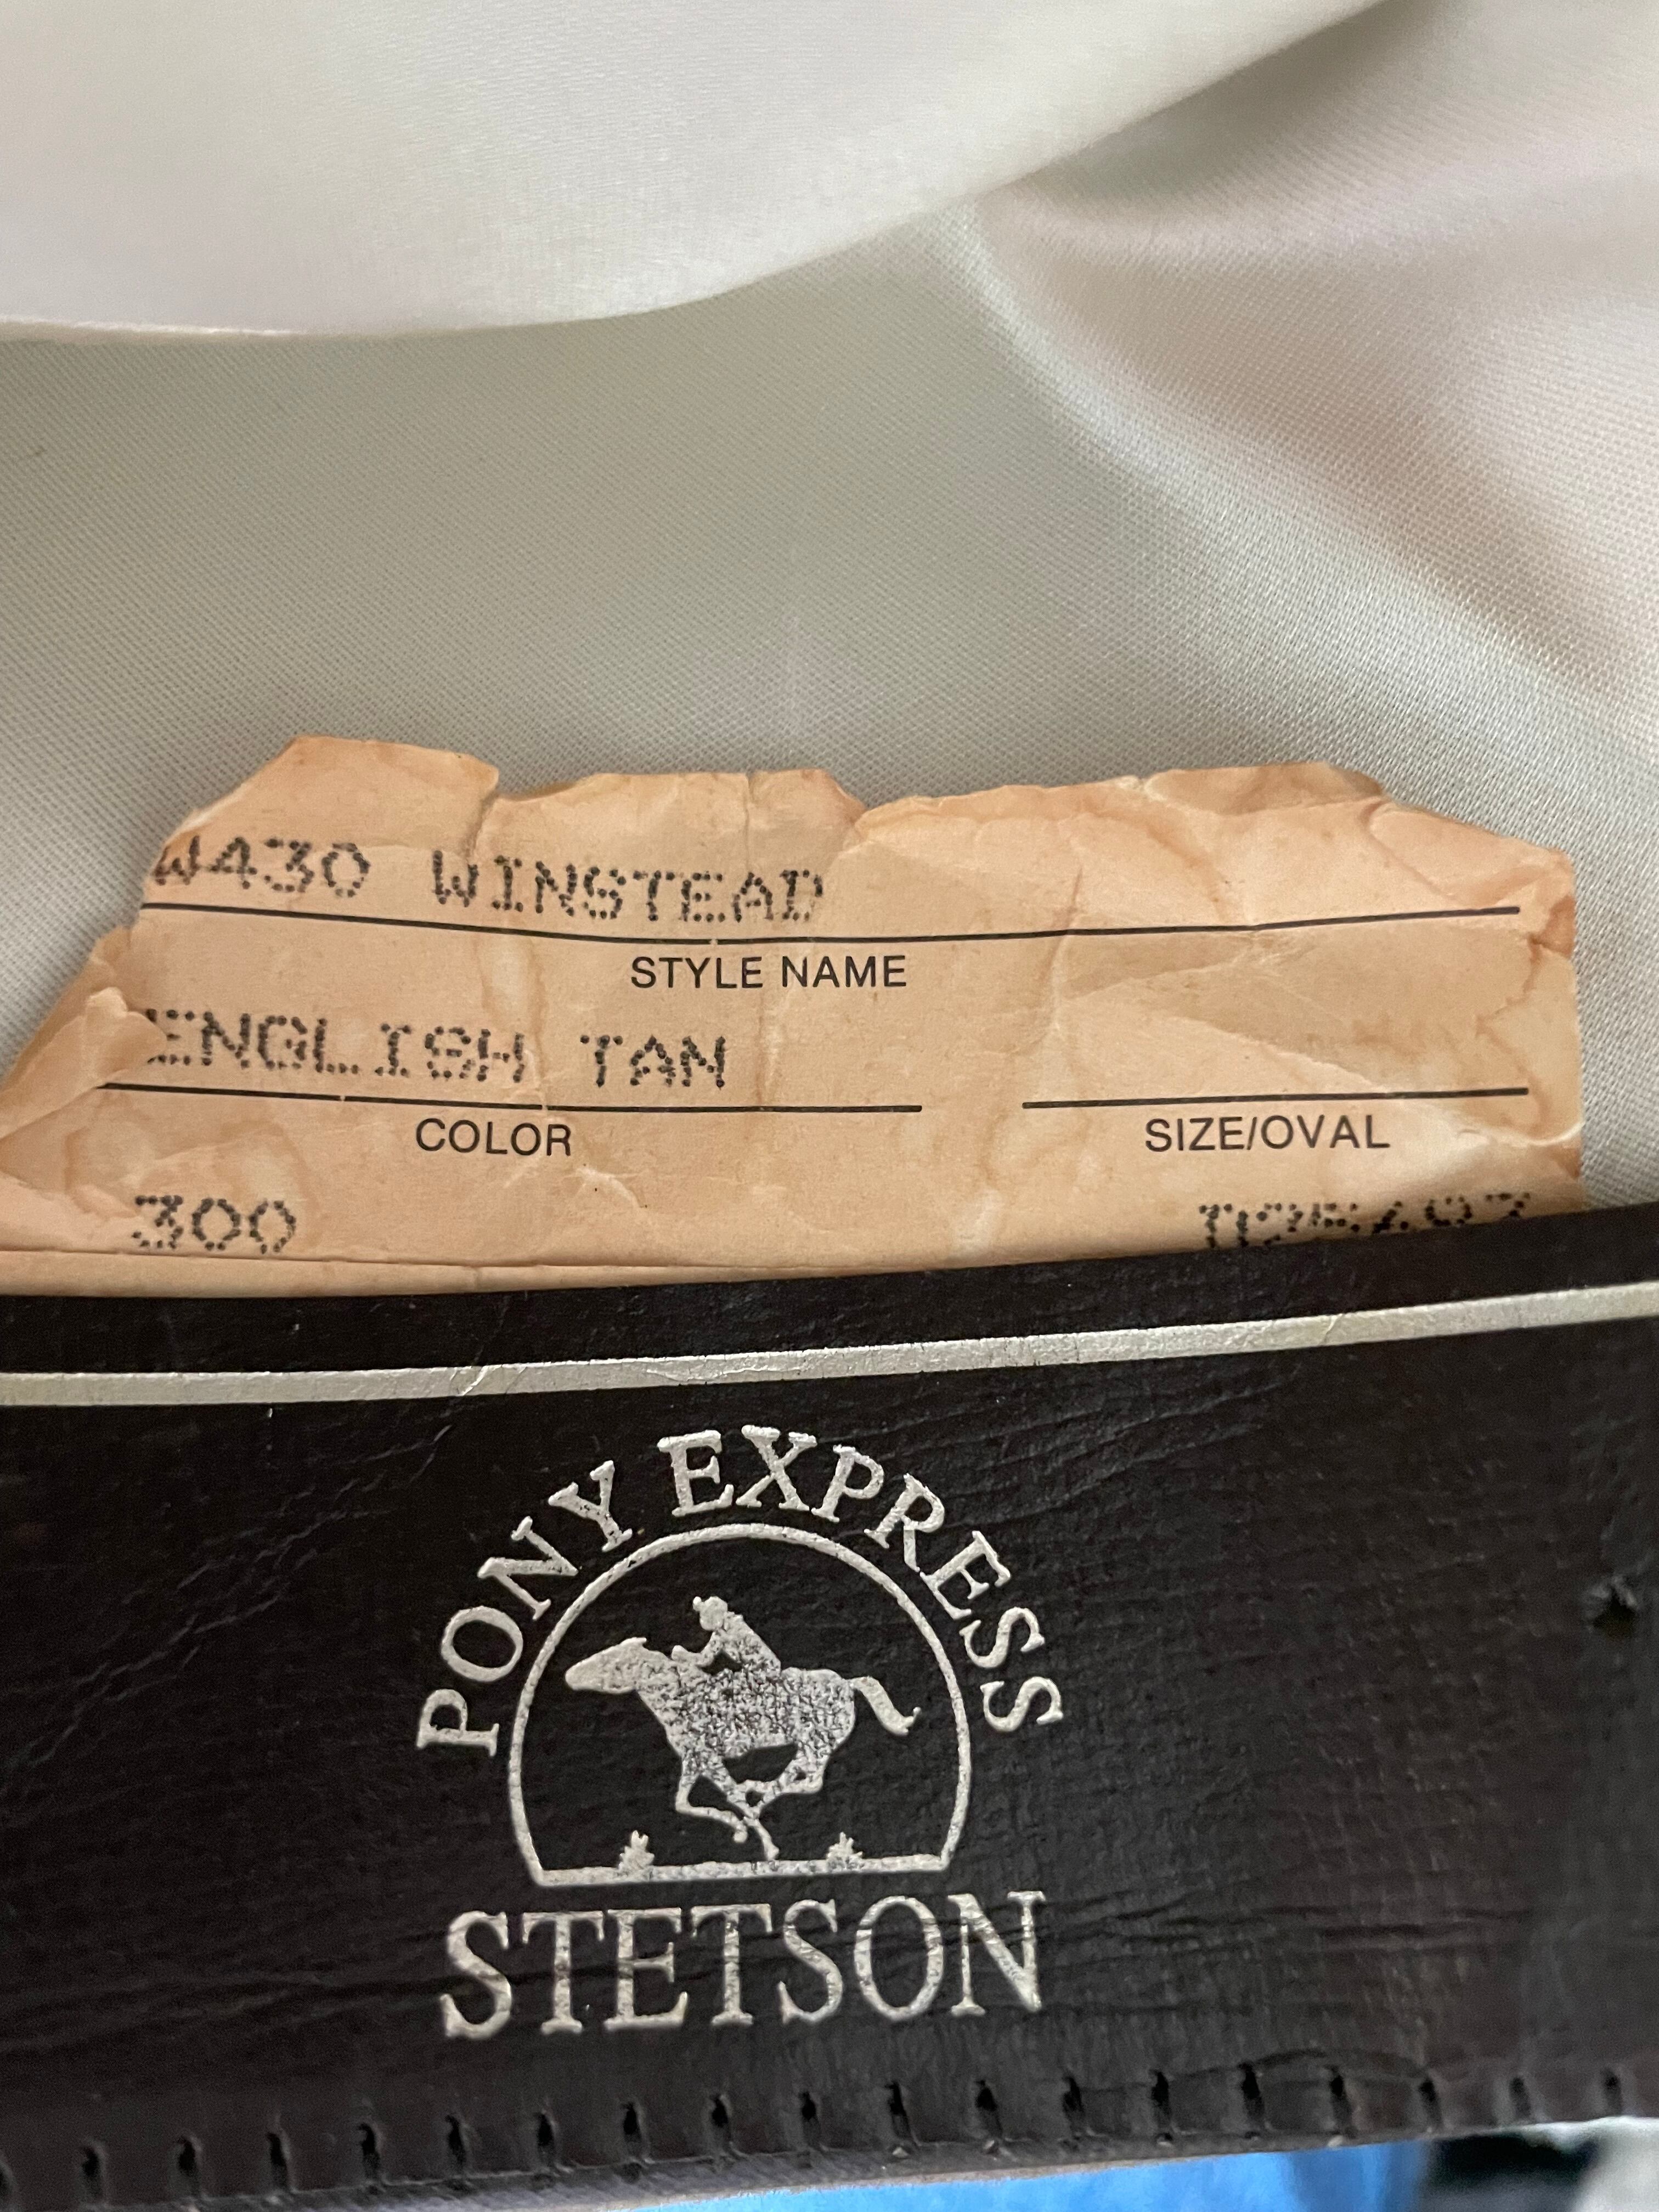 W430 WINSTEAD
STYLE NAME
ENGLISH TAN
COLOR
SIZE/OVAL
300
PONY EXPRESS
STETSON